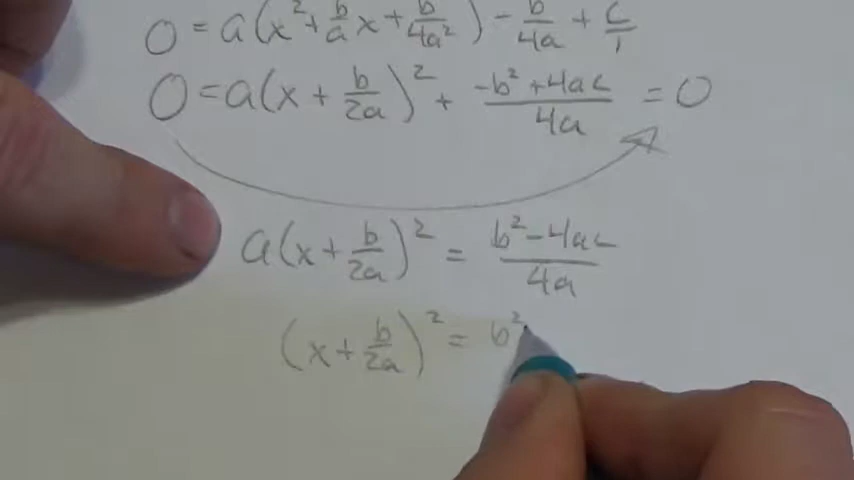 0 = a(x² + b/a x + b/4a²) - b/4a + c/1
0 = a(x + b/2a)² + -b² + 4ac/4a = 0
a(x + b/2a)² = b² - 4ac/4a
(x + b/2a)² = b²